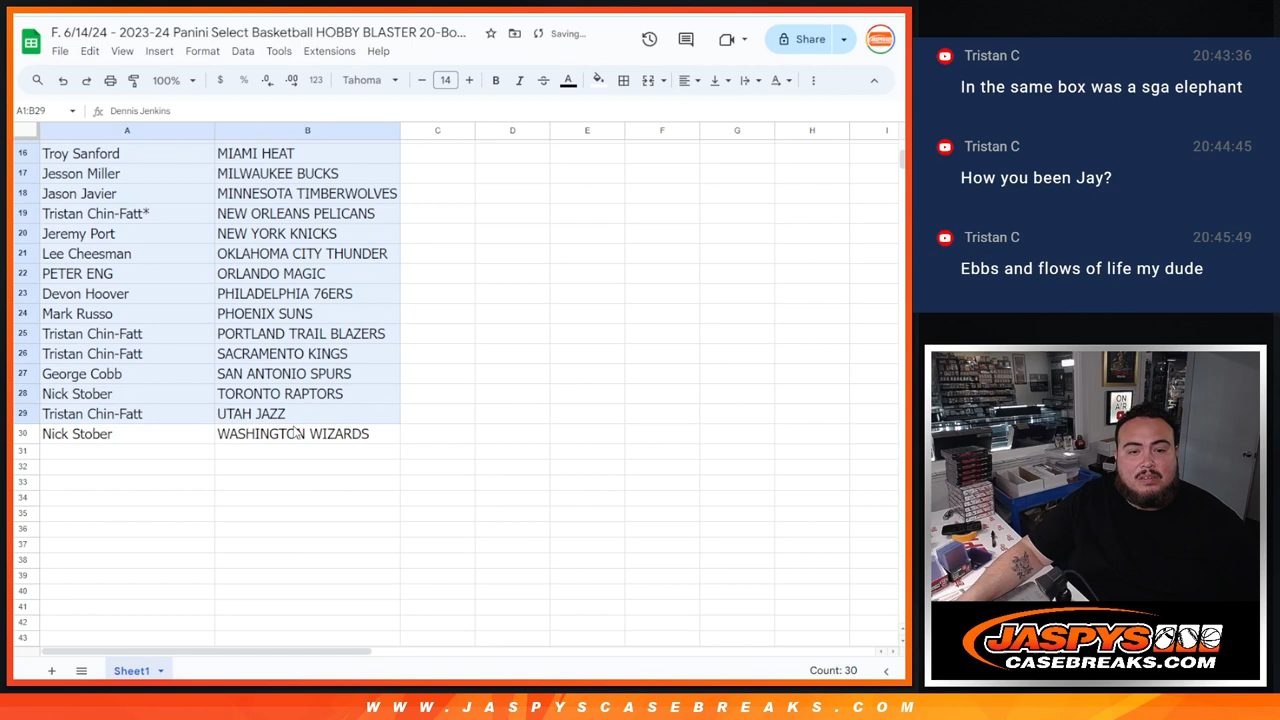 F. 6/14/24 - 2023-24 Panini Select Basketball HOBBY BLASTER 20-Bo...
Saving...
Share
File Edit View Insert Format Data Tools Extensions Help
100% $ % .0 .00 123 Tahoma - 14 + B I A
A1:B29 fx Dennis Jenkins
A B C D E F G H I
16 Troy Sanford MIAMI HEAT
17 Jesson Miller MILWAUKEE BUCKS
18 Jason Javier MINNESOTA TIMBERWOLVES
19 Tristan Chin-Fatt* NEW ORLEANS PELICANS
20 Jeremy Port NEW YORK KNICKS
21 Lee Cheesman OKLAHOMA CITY THUNDER
22 PETER ENG ORLANDO MAGIC
23 Devon Hoover PHILADELPHIA 76ERS
24 Mark Russo PHOENIX SUNS
25 Tristan Chin-Fatt PORTLAND TRAIL BLAZERS
26 Tristan Chin-Fatt SACRAMENTO KINGS
27 George Cobb SAN ANTONIO SPURS
28 Nick Stober TORONTO RAPTORS
29 Tristan Chin-Fatt UTAH JAZZ
30 Nick Stober WASHINGTON WIZARDS
31
32
33
34
35
36
37
38
39
40
41
42
43
+ Sheet1 Count: 30
Tristan C 20:43:36
In the same box was a sga elephant
Tristan C 20:44:45
How you been Jay?
Tristan C 20:45:49
Ebbs and flows of life my dude
ON
AIR
JASPYS
CASEBREAKS.COM
WWW.JASPYSCASEBREAKS.COM